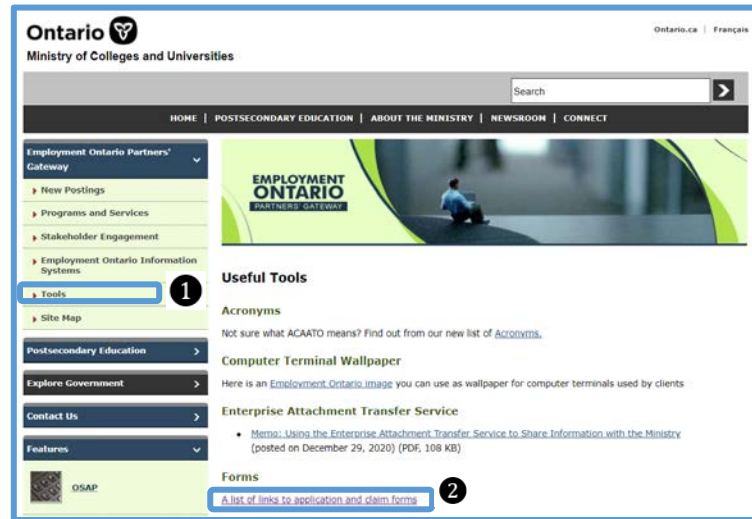 Ontario
Ontario.ca | Français
Ministry of Colleges and Universities
Search
HOME | POSTSECONDARY EDUCATION | ABOUT THE MINISTRY | NEWSROOM | CONNECT
Employment Ontario Partners'
Gateway
New Postings
Programs and Services
Stakeholder Engagement
Employment Ontario Information
Systems
Tools
1
Site Map
Postsecondary Education
Explore Government
Contact Us
Features
OSAP
EMPLOYMENT
ONTARIO
PARTNERS' GATEWAY
Useful Tools
Acronyms
Not sure what ACAATO means? Find out from our new list of Acronyms.
Computer Terminal Wallpaper
Here is an Employment Ontario image you can use as wallpaper for computer terminals used by clients
Enterprise Attachment Transfer Service
• Memo: Using the Enterprise Attachment Transfer Service to Share Information with the Ministry
(posted on December 29, 2020) (PDF, 108 KB)
Forms
A list of links to application and claim forms
2